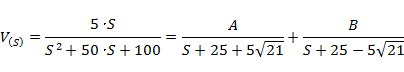 V(S) = 5 · S / (S² + 50 · S + 100) = A / (S + 25 + 5√21) + B / (S + 25 − 5√21)